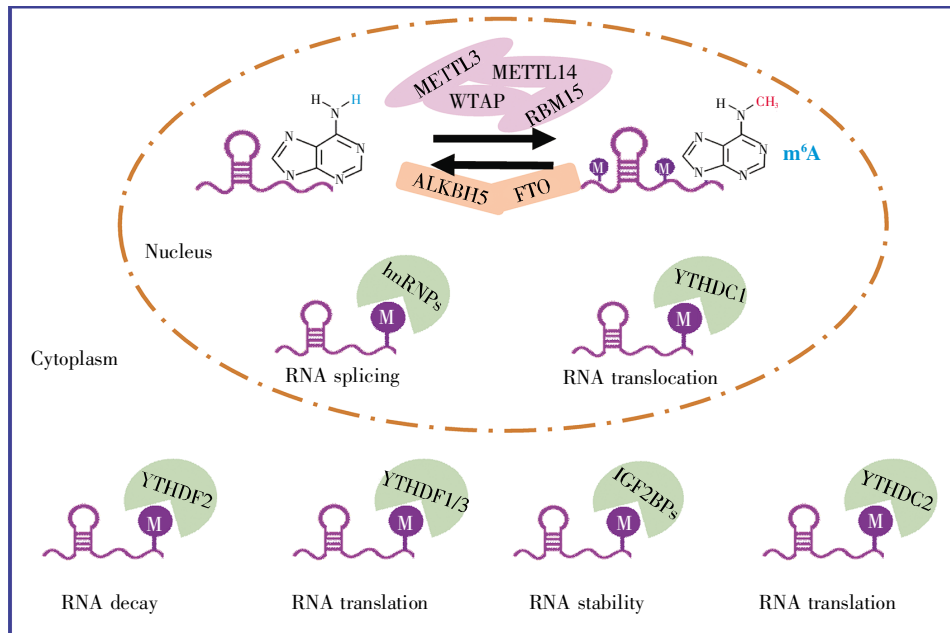 METTL3
METTL14
WTAP
RBM15
H H
N
N
N
N
N
ALKBH5
FTO
M
M
H CH₃
N
N
N
N
N
m⁶A
Nucleus
hnRNPs
M
RNA splicing
YTHDC1
M
RNA translocation
Cytoplasm
YTHDF2
M
RNA decay
YTHDF1/3
M
RNA translation
IGF2BPs
M
RNA stability
YTHDC2
M
RNA translation